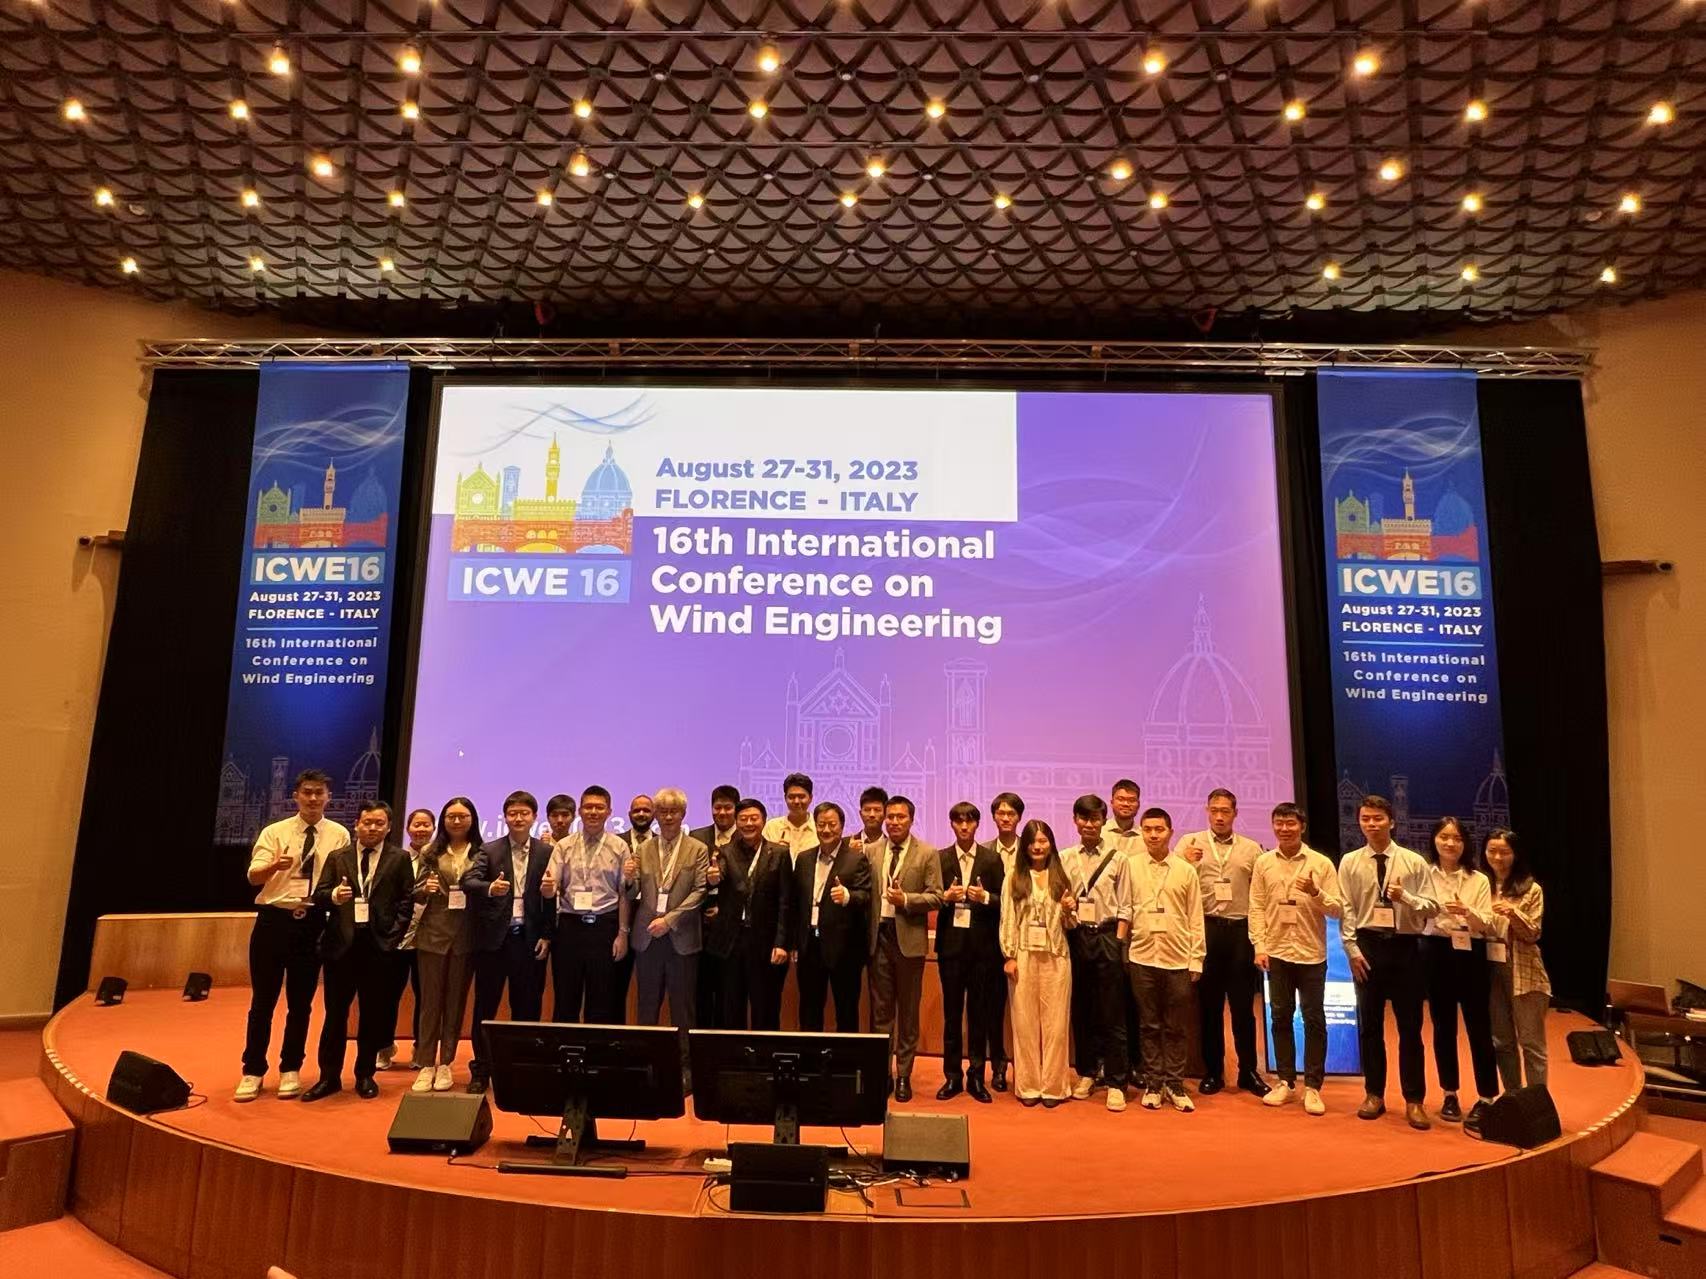 ICWE16
August 27-31, 2023
FLORENCE - ITALY
16th International
Conference on
Wind Engineering
August 27-31, 2023
FLORENCE - ITALY
ICWE 16
16th International
Conference on
Wind Engineering
ICWE16
August 27-31, 2023
FLORENCE - ITALY
16th International
Conference on
Wind Engineering